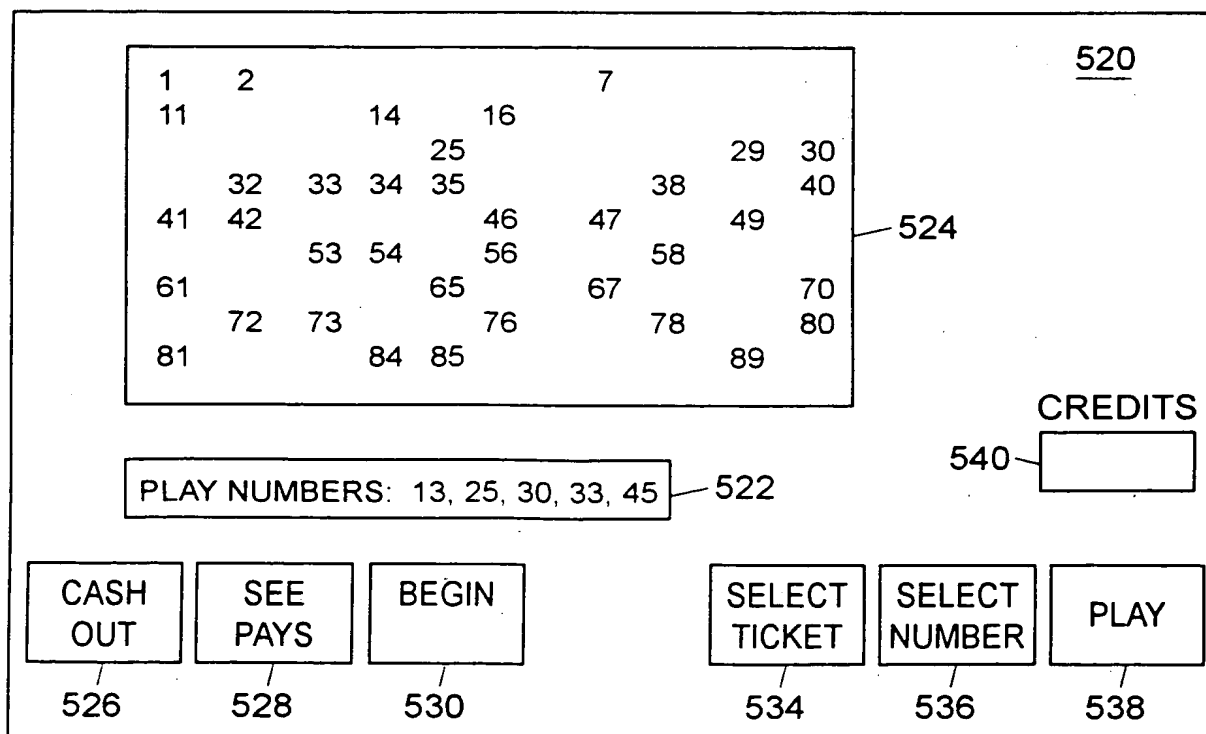 520
1 2 7
11 14 16
25 29 30
32 33 34 35 38 40
41 42 46 47 49
524
53 54 56 58
61 65 67 70
72 73 76 78 80
81 84 85 89
CREDITS
540
PLAY NUMBERS: 13, 25, 30, 33, 45
522
CASH OUT
SEE PAYS
BEGIN
SELECT TICKET
SELECT NUMBER
PLAY
526 528 530 534 536 538